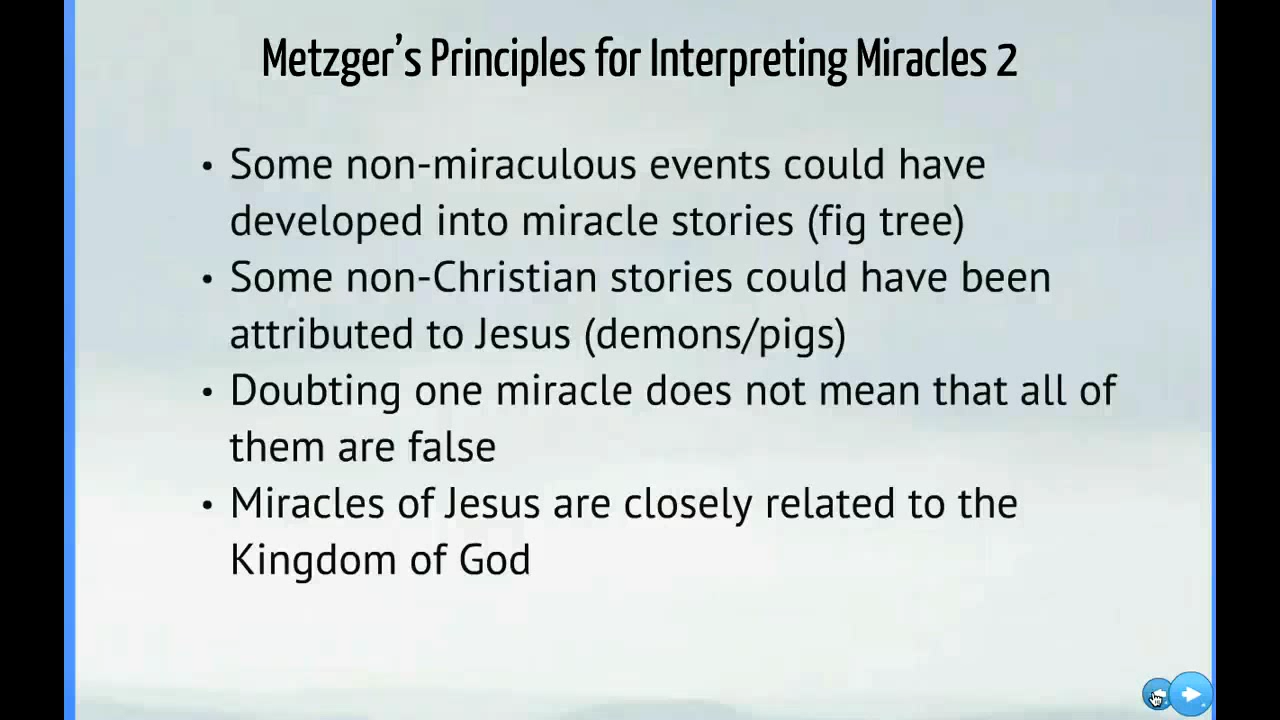 Metzger’s Principles for Interpreting Miracles 2
• Some non-miraculous events could have
developed into miracle stories (fig tree)
• Some non-Christian stories could have been
attributed to Jesus (demons/pigs)
• Doubting one miracle does not mean that all of
them are false
• Miracles of Jesus are closely related to the
Kingdom of God